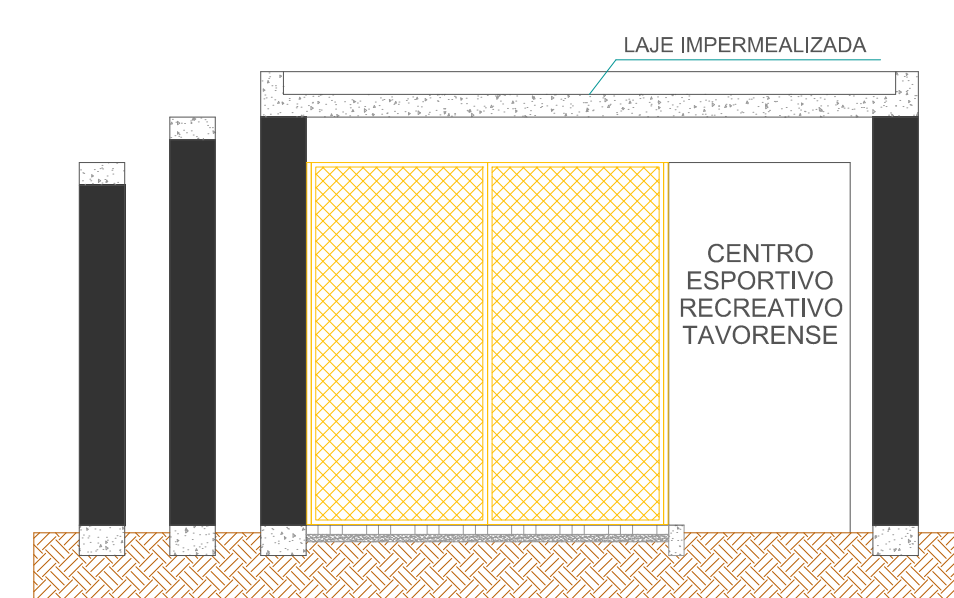 LAJE IMPERMEALIZADA
CENTRO
ESPORTIVO
RECREATIVO
TAVORENSE